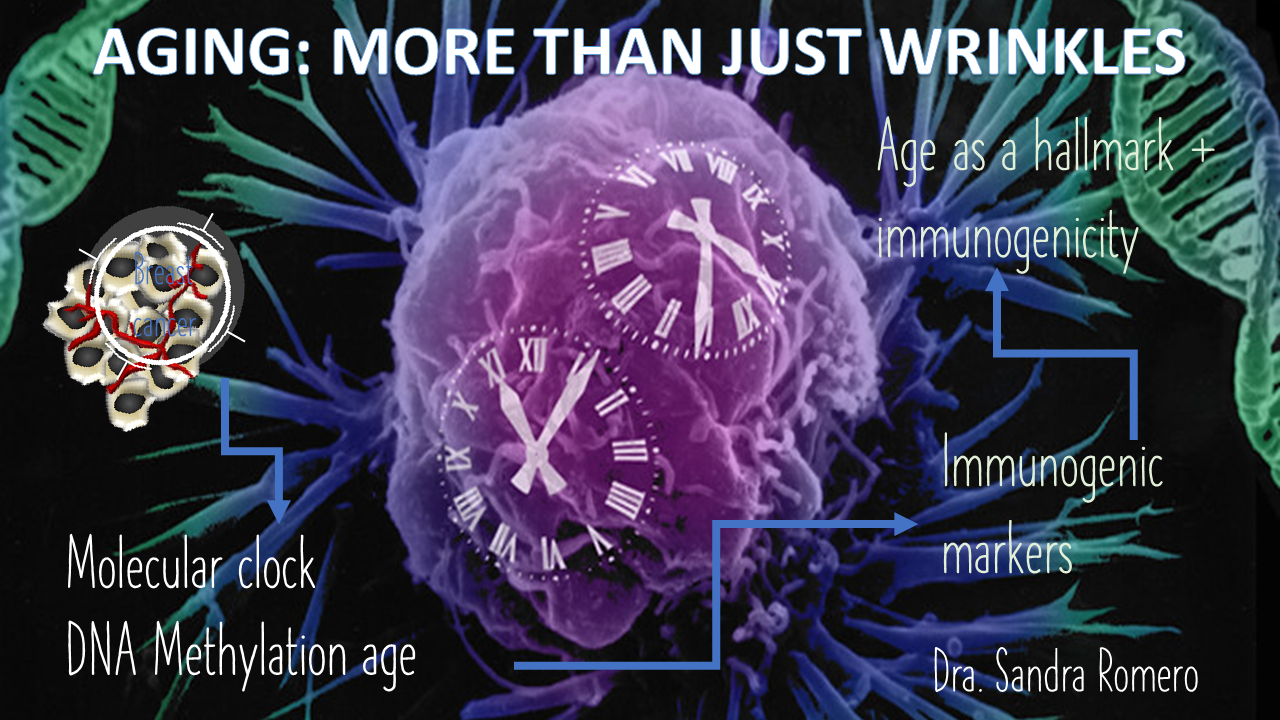 AGING: MORE THAN JUST WRINKLES
Age as a hallmark +
immunogenicity
Breast
cancer
Molecular clock
DNA Methylation age
Immunogenic
markers
Dra. Sandra Romero